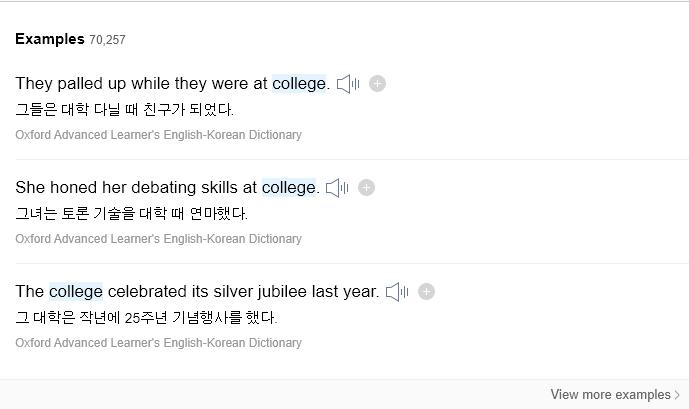 Examples 70,257
They palled up while they were at college.
그들은 대학 다닐 때 친구가 되었다.
Oxford Advanced Learner's English-Korean Dictionary
She honed her debating skills at college.
그녀는 토론 기술을 대학 때 연마했다.
Oxford Advanced Learner's English-Korean Dictionary
The college celebrated its silver jubilee last year.
그 대학은 작년에 25주년 기념행사를 했다.
Oxford Advanced Learner's English-Korean Dictionary
View more examples